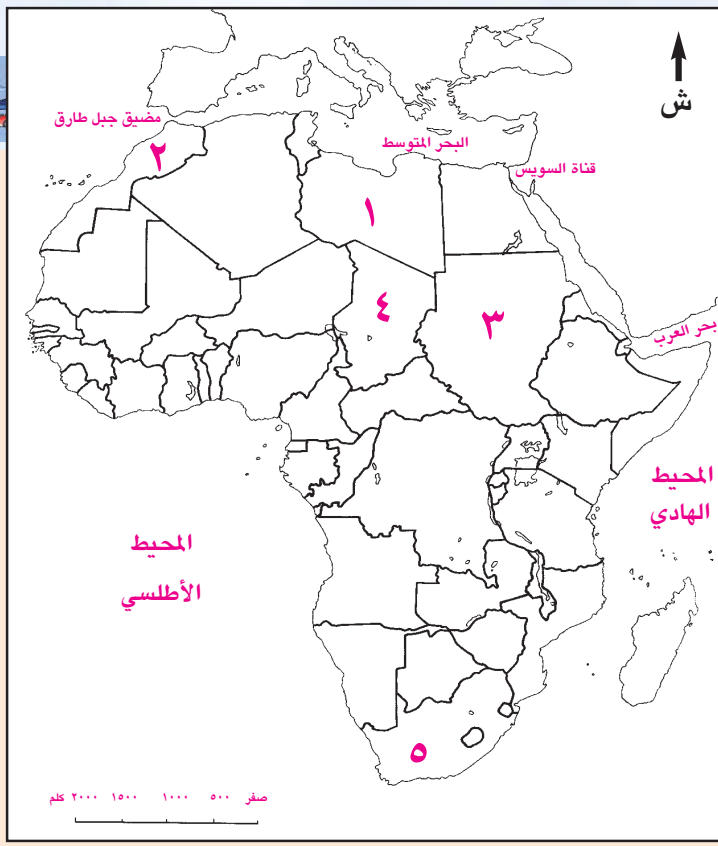 ش
مضيق جبل طارق
البحر المتوسط
قناة السويس
٢
١
٤
٣
بحر العرب
المحيط
الهادي
المحيط
الأطلسي
٥
صفر ٥٠٠ ١٠٠٠ ١٥٠٠ ٢٠٠٠ كلم